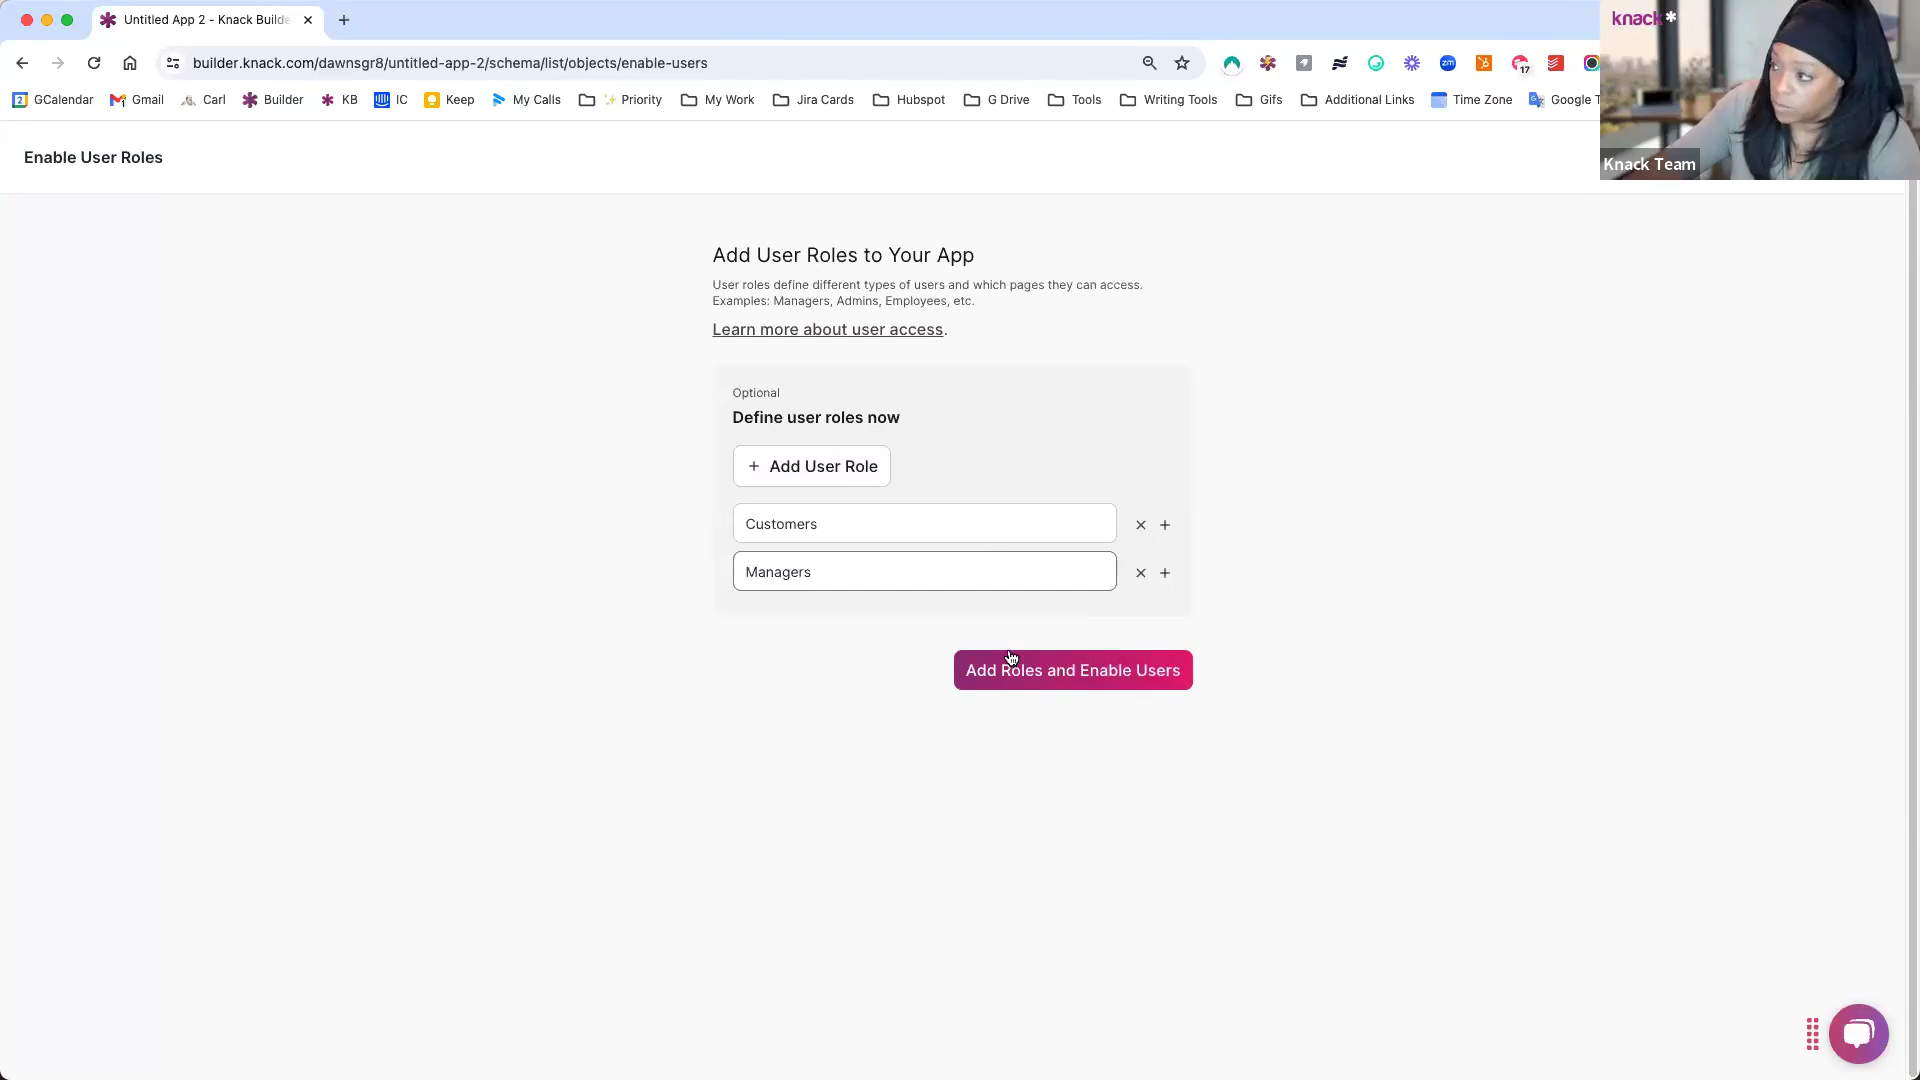 Untitled App 2 - Knack Builde
builder.knack.com/dawnsgr8/untitled-app-2/schema/list/objects/enable-users
zm
17
2 GCalendar Gmail Carl Builder KB IC Keep My Calls Priority My Work Jira Cards Hubspot G Drive Tools Writing Tools Gifs Additional Links Time Zone Google T
knack*
Knack Team
Enable User Roles
Add User Roles to Your App
User roles define different types of users and which pages they can access.
Examples: Managers, Admins, Employees, etc.
Learn more about user access.
Optional
Define user roles now
+ Add User Role
Customers
Managers
Add Roles and Enable Users